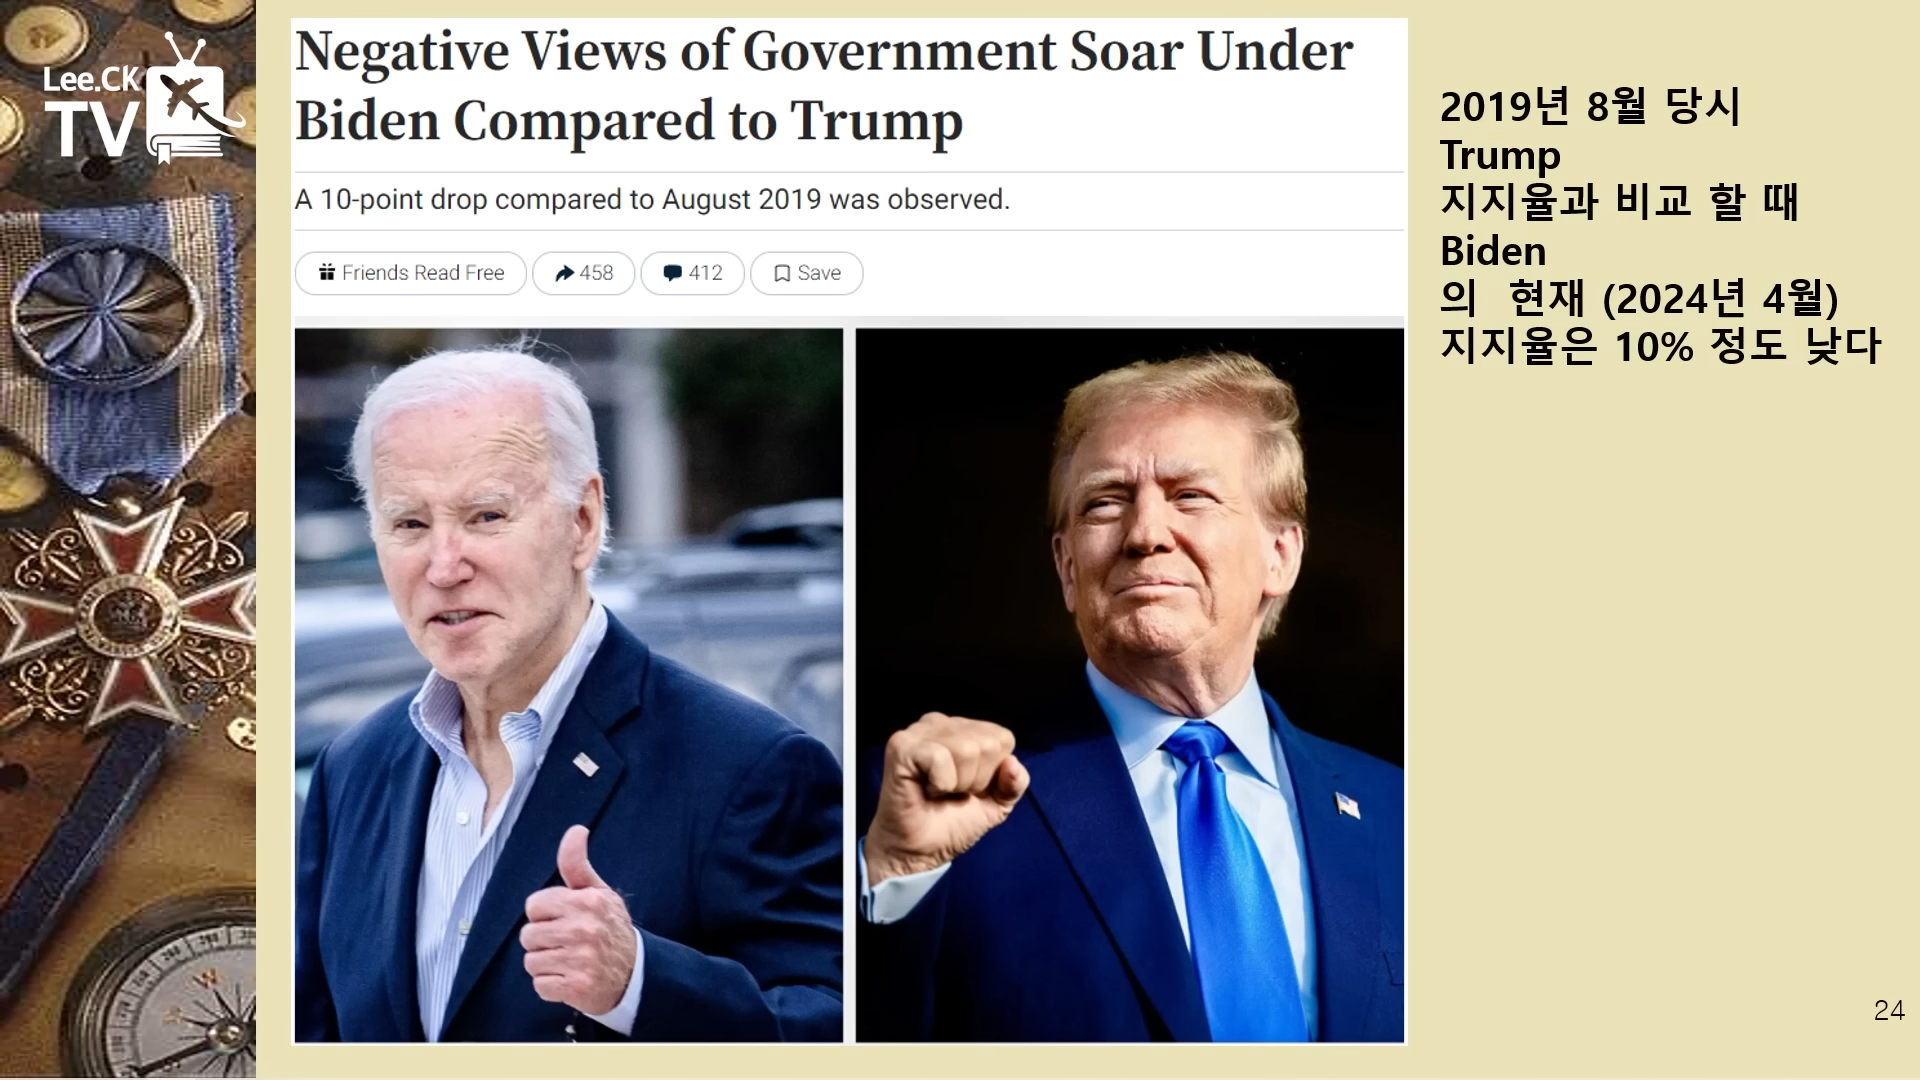 Lee.CK
TV
Negative Views of Government Soar Under
Biden Compared to Trump
A 10-point drop compared to August 2019 was observed.
Friends Read Free
458
412
Save
2019년 8월 당시
Trump
지지율과 비교 할 때
Biden
의 현재 (2024년 4월)
지지율은 10% 정도 낮다
W
24